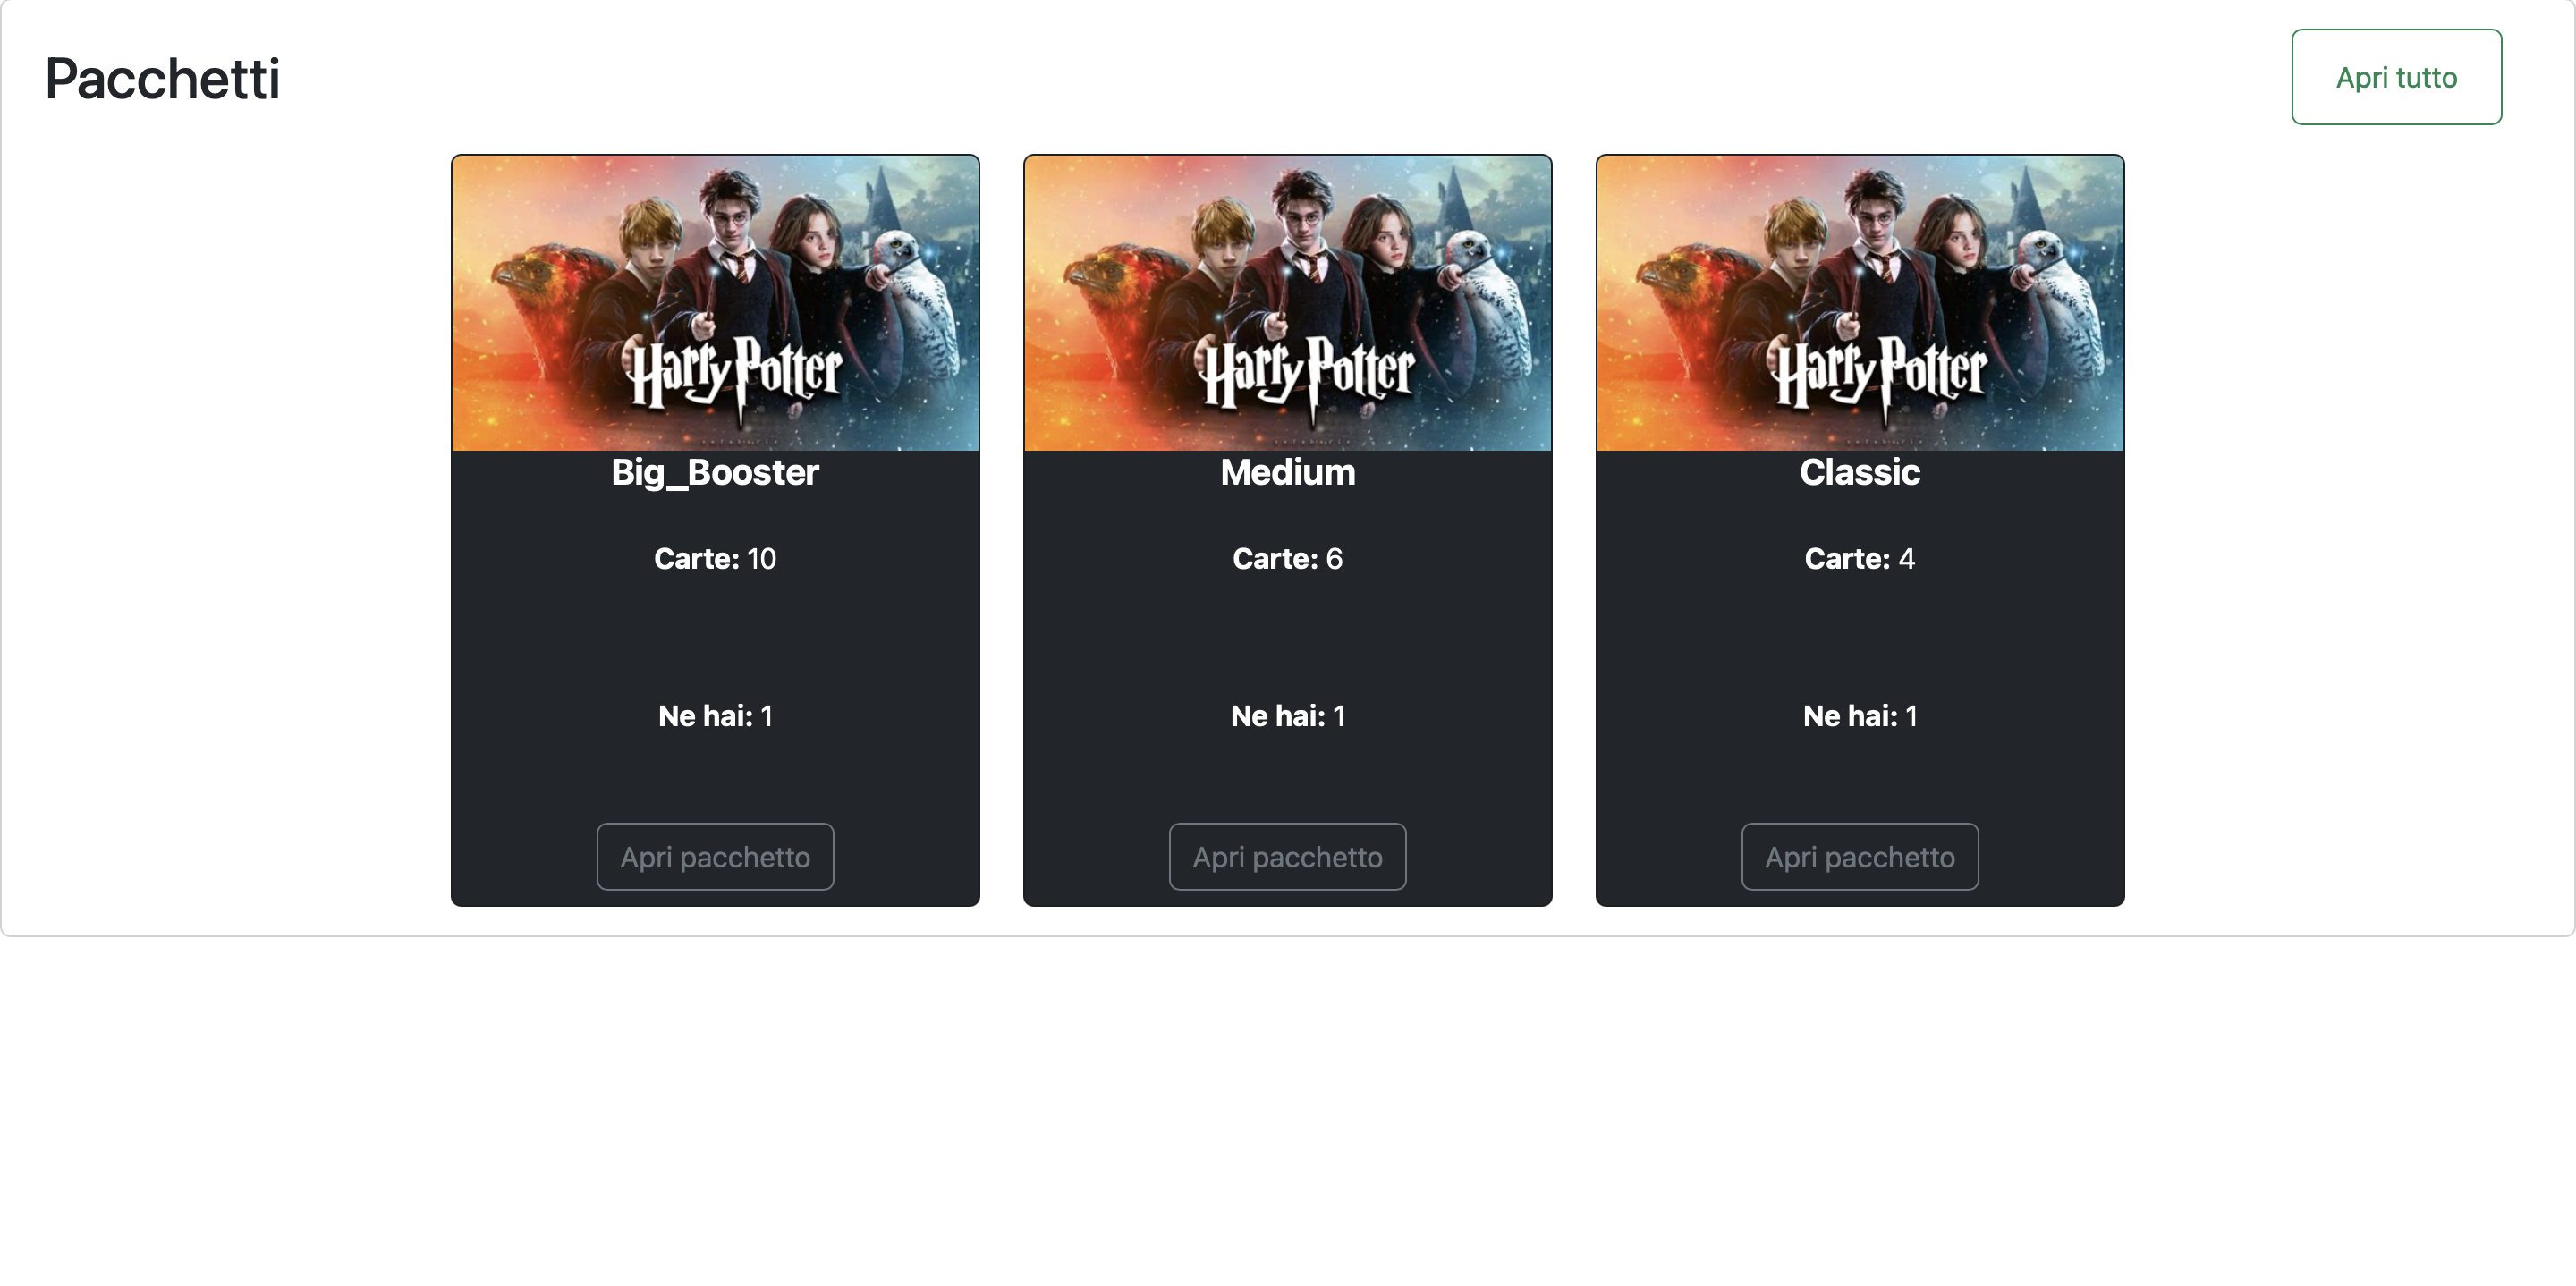 Pacchetti
Apri tutto
Harry Potter
Big_Booster
Carte: 10
Ne hai: 1
Apri pacchetto
Harry Potter
Medium
Carte: 6
Ne hai: 1
Apri pacchetto
Harry Potter
Classic
Carte: 4
Ne hai: 1
Apri pacchetto